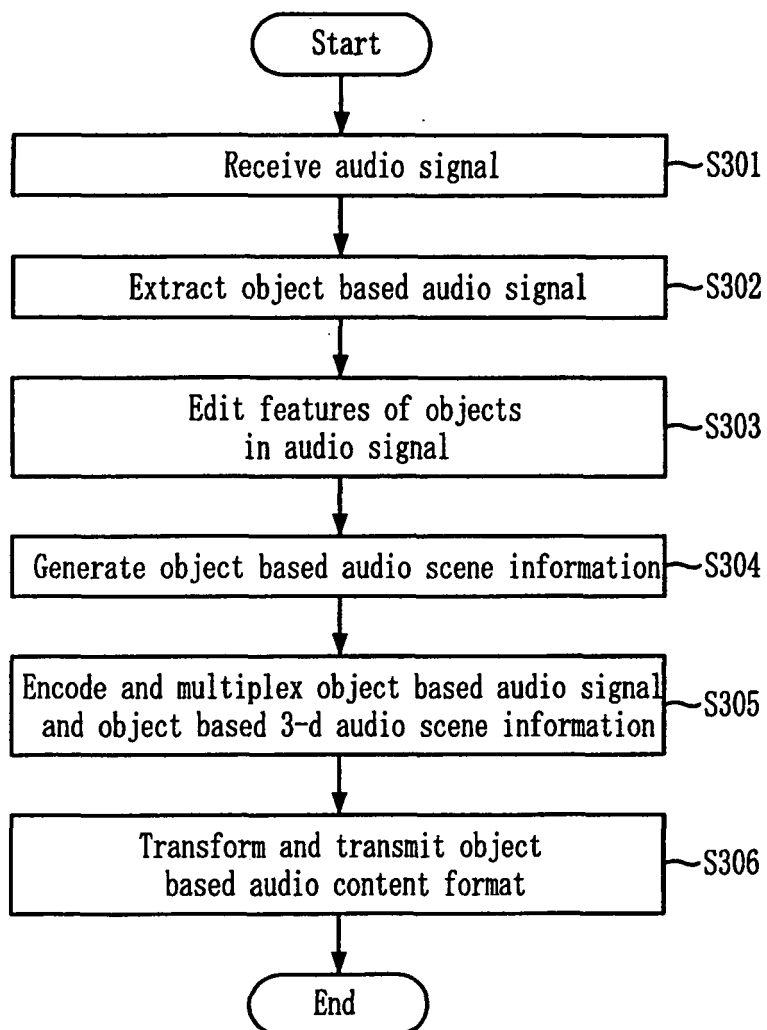 Start
Receive audio signal
S301
Extract object based audio signal
S302
Edit features of objects
in audio signal
S303
Generate object based audio scene information
S304
Encode and multiplex object based audio signal
and object based 3-d audio scene information
S305
Transform and transmit object
based audio content format
S306
End